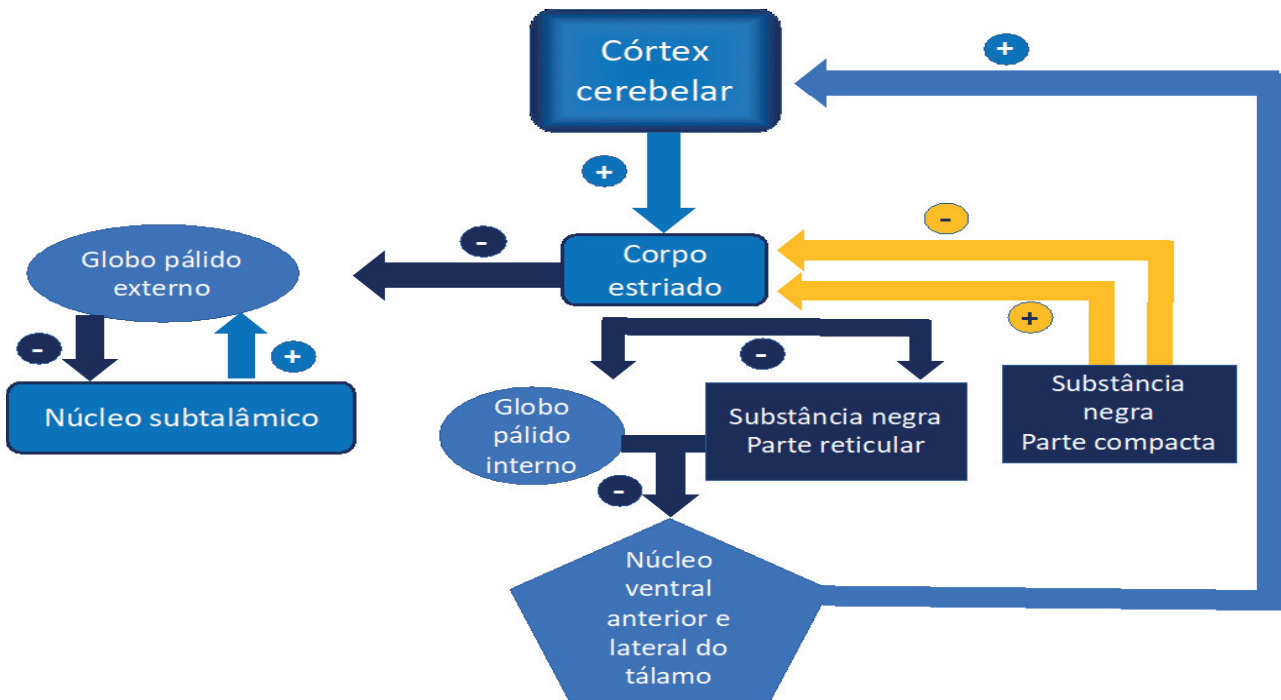 Córtex
cerebelar
+
+
-
-
Globo pálido
externo
Corpo
estriado
-
+
+
-
Núcleo subtalâmico
Globo
pálido
interno
Substância negra
Parte reticular
Substância
negra
Parte compacta
-
Núcleo
ventral
anterior e
lateral do
tálamo